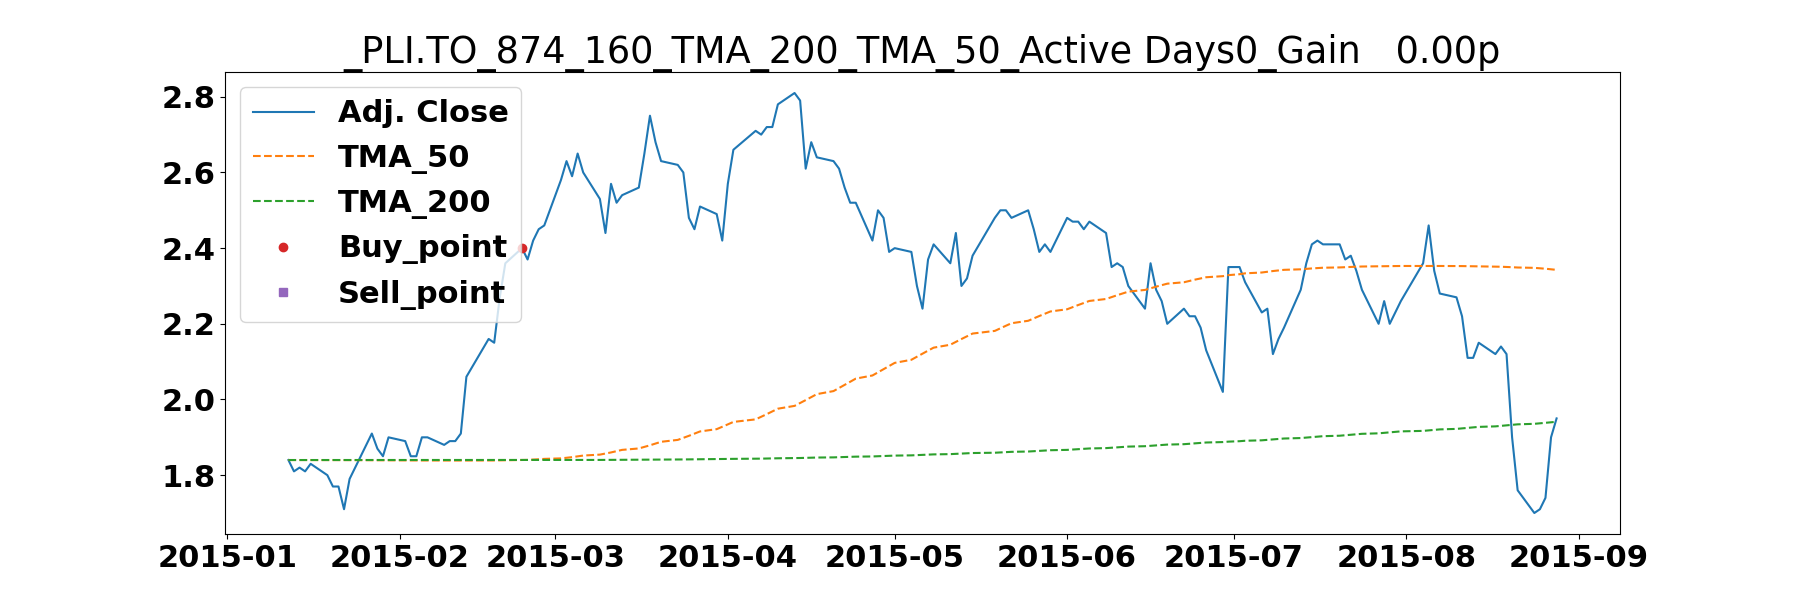 _PLI.TO_874_160_TMA_200_TMA_50_Active Days0_Gain   0.00p
2.8
2.6
2.4
2.2
2.0
1.8
Adj. Close
TMA_50
TMA_200
Buy_point
Sell_point
2015-01 2015-02 2015-03 2015-04 2015-05 2015-06 2015-07 2015-08 2015-09